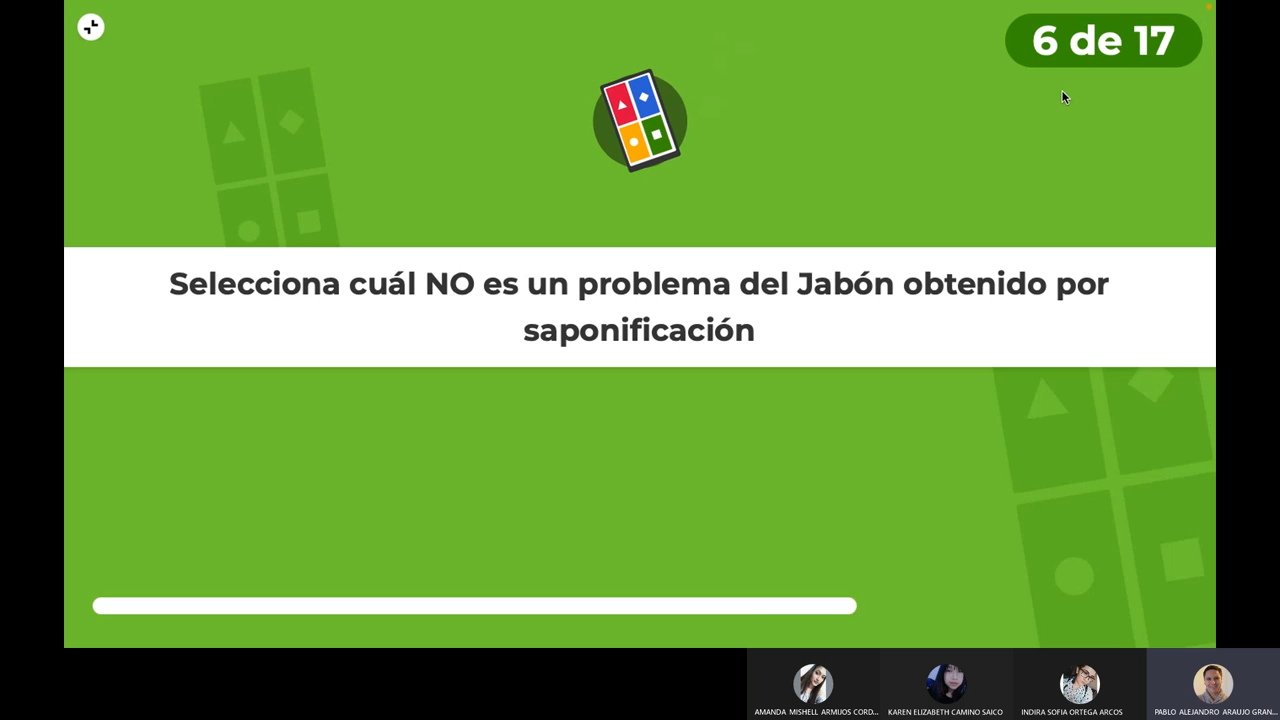 6 de 17
Selecciona cuál NO es un problema del Jabón obtenido por
saponificación
AMANDA MISHELL ARMIJOS CORD...
KAREN ELIZABETH CAMINO SAICO
INDIRA SOFIA ORTEGA ARCOS
PABLO ALEJANDRO ARAUJO GRAN...